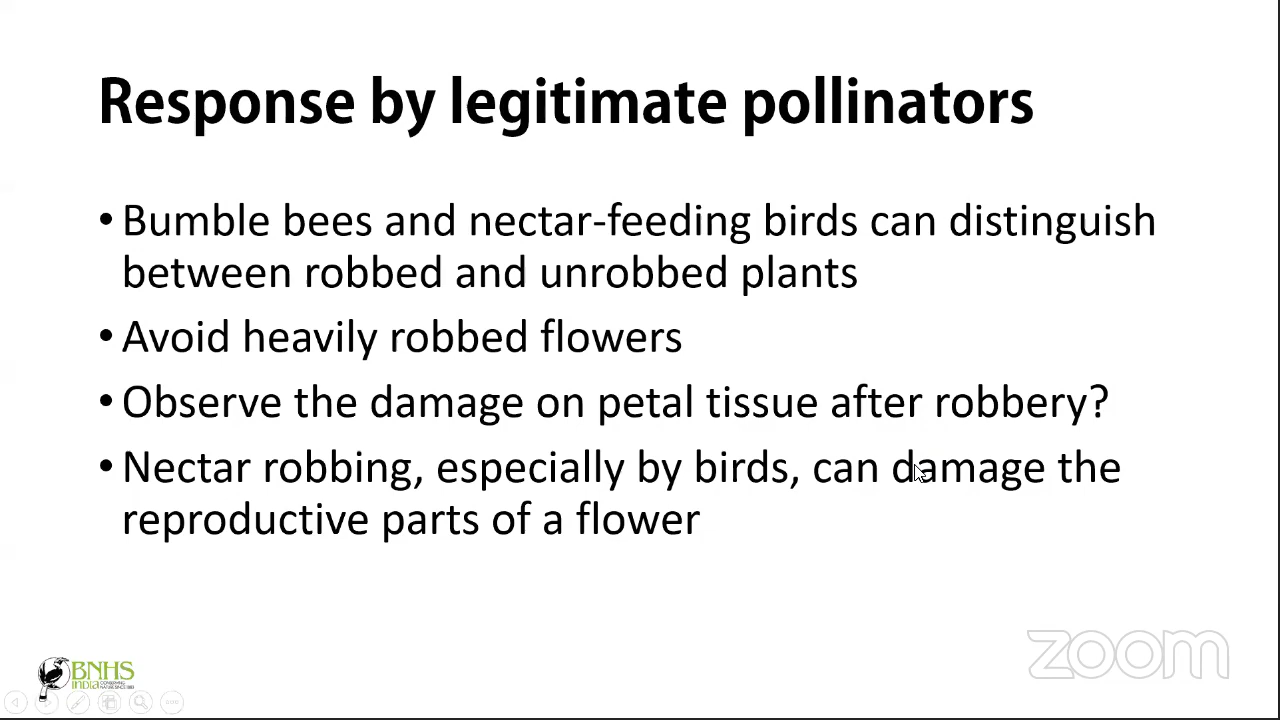 Response by legitimate pollinators
• Bumble bees and nectar-feeding birds can distinguish
between robbed and unrobbed plants
• Avoid heavily robbed flowers
• Observe the damage on petal tissue after robbery?
• Nectar robbing, especially by birds, can damage the
reproductive parts of a flower
zoom
BNHS
INDIA